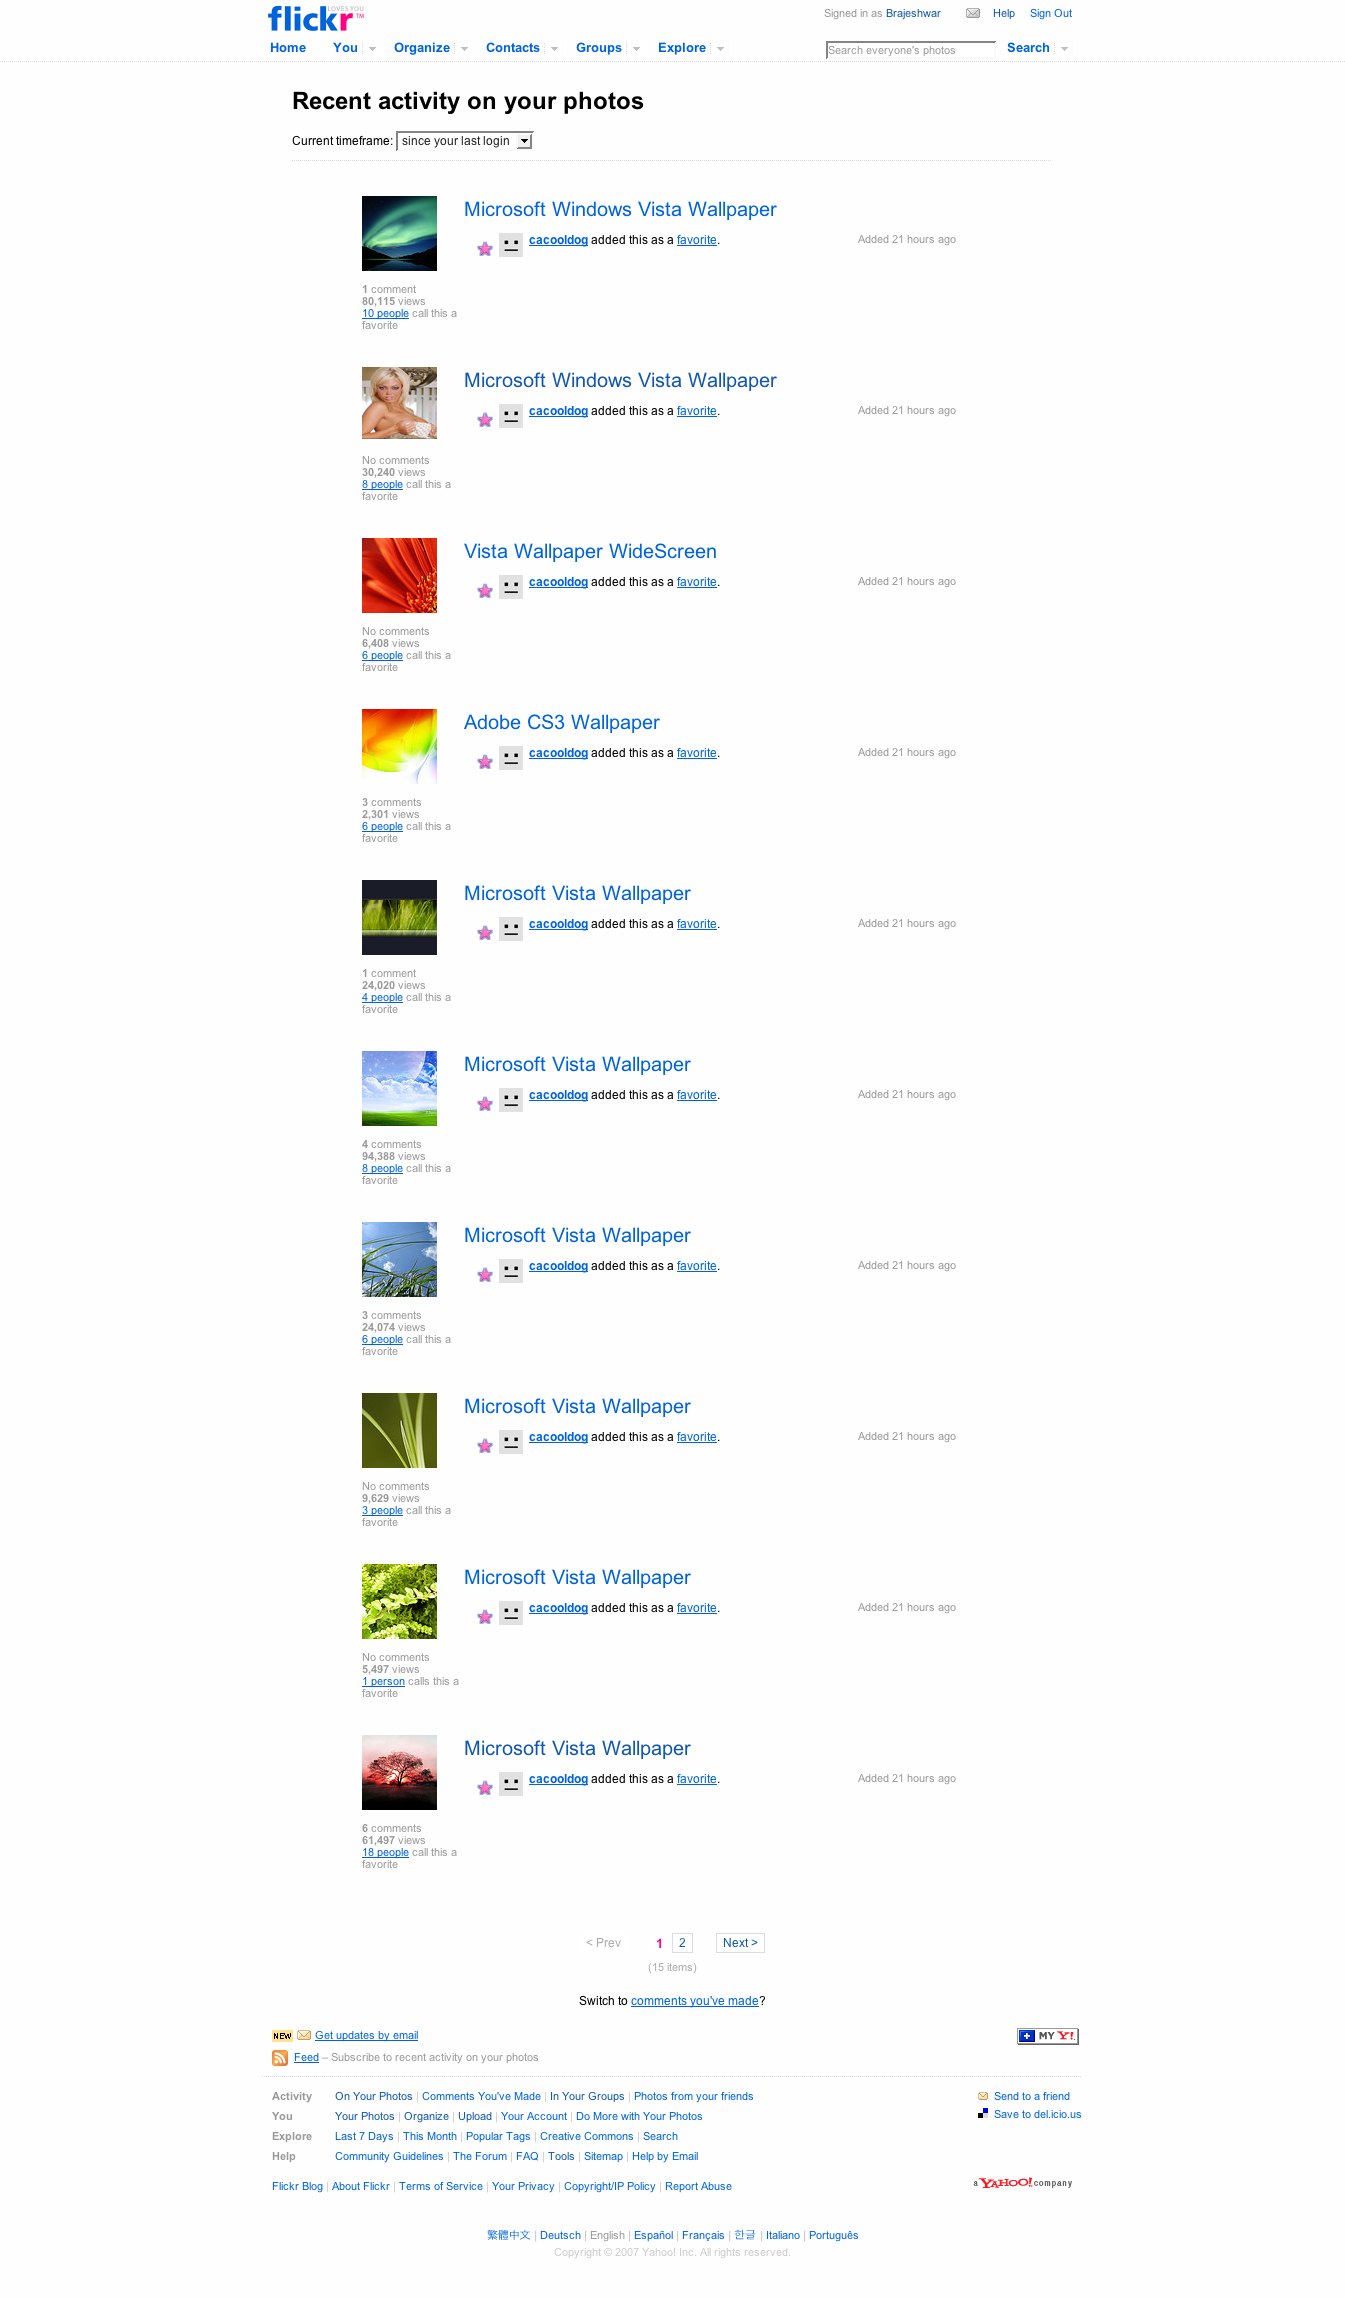 flickr LOVES YOU ™
Signed in as Brajeshwar Help Sign Out
Home You Organize Contacts Groups Explore Search everyone's photos Search
Recent activity on your photos
Current timeframe: since your last login
Microsoft Windows Vista Wallpaper
cacooldog added this as a favorite. Added 21 hours ago
1 comment
80,115 views
10 people call this a
favorite
Microsoft Windows Vista Wallpaper
cacooldog added this as a favorite. Added 21 hours ago
No comments
30,240 views
8 people call this a
favorite
Vista Wallpaper WideScreen
cacooldog added this as a favorite. Added 21 hours ago
No comments
6,408 views
6 people call this a
favorite
Adobe CS3 Wallpaper
cacooldog added this as a favorite. Added 21 hours ago
3 comments
2,301 views
6 people call this a
favorite
Microsoft Vista Wallpaper
cacooldog added this as a favorite. Added 21 hours ago
1 comment
24,020 views
4 people call this a
favorite
Microsoft Vista Wallpaper
cacooldog added this as a favorite. Added 21 hours ago
4 comments
94,388 views
8 people call this a
favorite
Microsoft Vista Wallpaper
cacooldog added this as a favorite. Added 21 hours ago
3 comments
24,074 views
6 people call this a
favorite
Microsoft Vista Wallpaper
cacooldog added this as a favorite. Added 21 hours ago
No comments
9,629 views
3 people call this a
favorite
Microsoft Vista Wallpaper
cacooldog added this as a favorite. Added 21 hours ago
No comments
5,497 views
1 person calls this a
favorite
Microsoft Vista Wallpaper
cacooldog added this as a favorite. Added 21 hours ago
6 comments
61,497 views
18 people call this a
favorite
< Prev 1 2 Next >
(15 items)
Switch to comments you've made?
NEW Get updates by email MY Y!
Feed – Subscribe to recent activity on your photos
Activity On Your Photos | Comments You've Made | In Your Groups | Photos from your friends Send to a friend
You Your Photos | Organize | Upload | Your Account | Do More with Your Photos Save to del.icio.us
Explore Last 7 Days | This Month | Popular Tags | Creative Commons | Search
Help Community Guidelines | The Forum | FAQ | Tools | Sitemap | Help by Email
Flickr Blog | About Flickr | Terms of Service | Your Privacy | Copyright/IP Policy | Report Abuse a YAHOO! company
繁體中文 | Deutsch | English | Español | Français | 한글 | Italiano | Português
Copyright © 2007 Yahoo! Inc. All rights reserved.